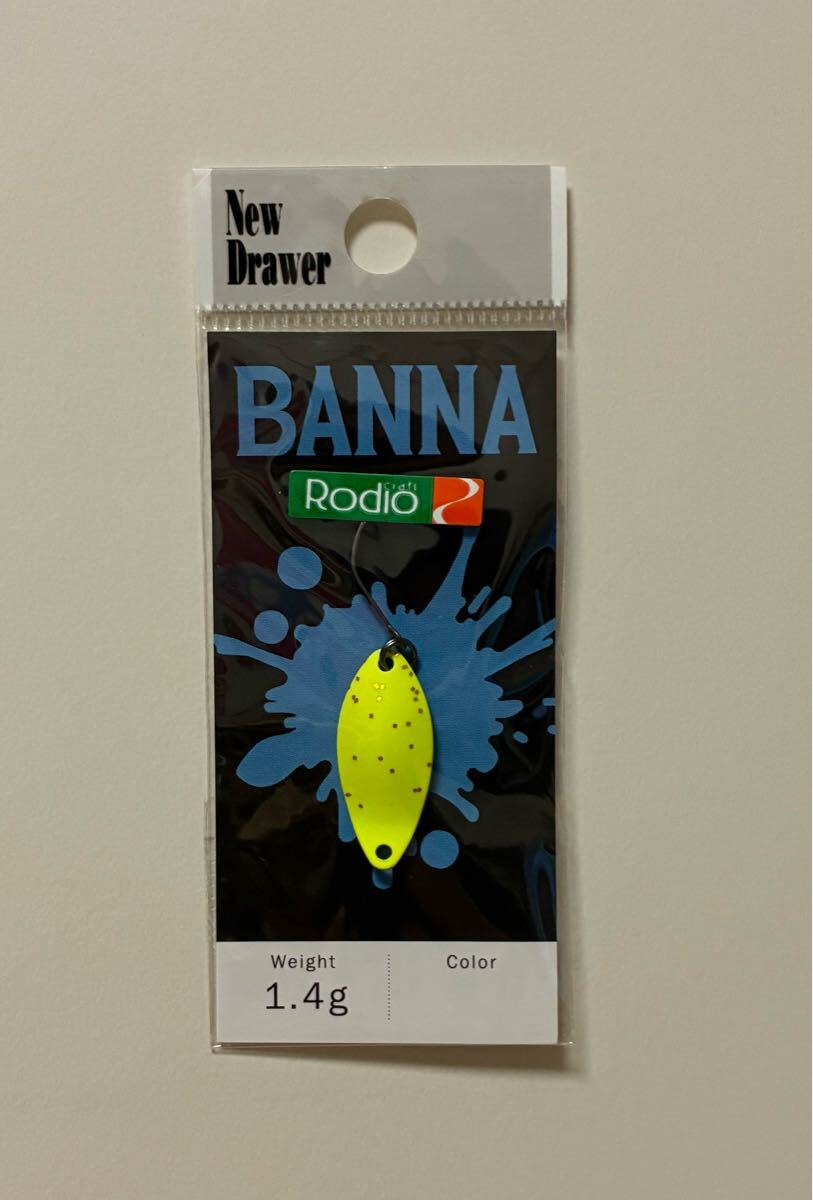 New
Drawer
BANNA
Rodio craft
Weight
Color
1.4g